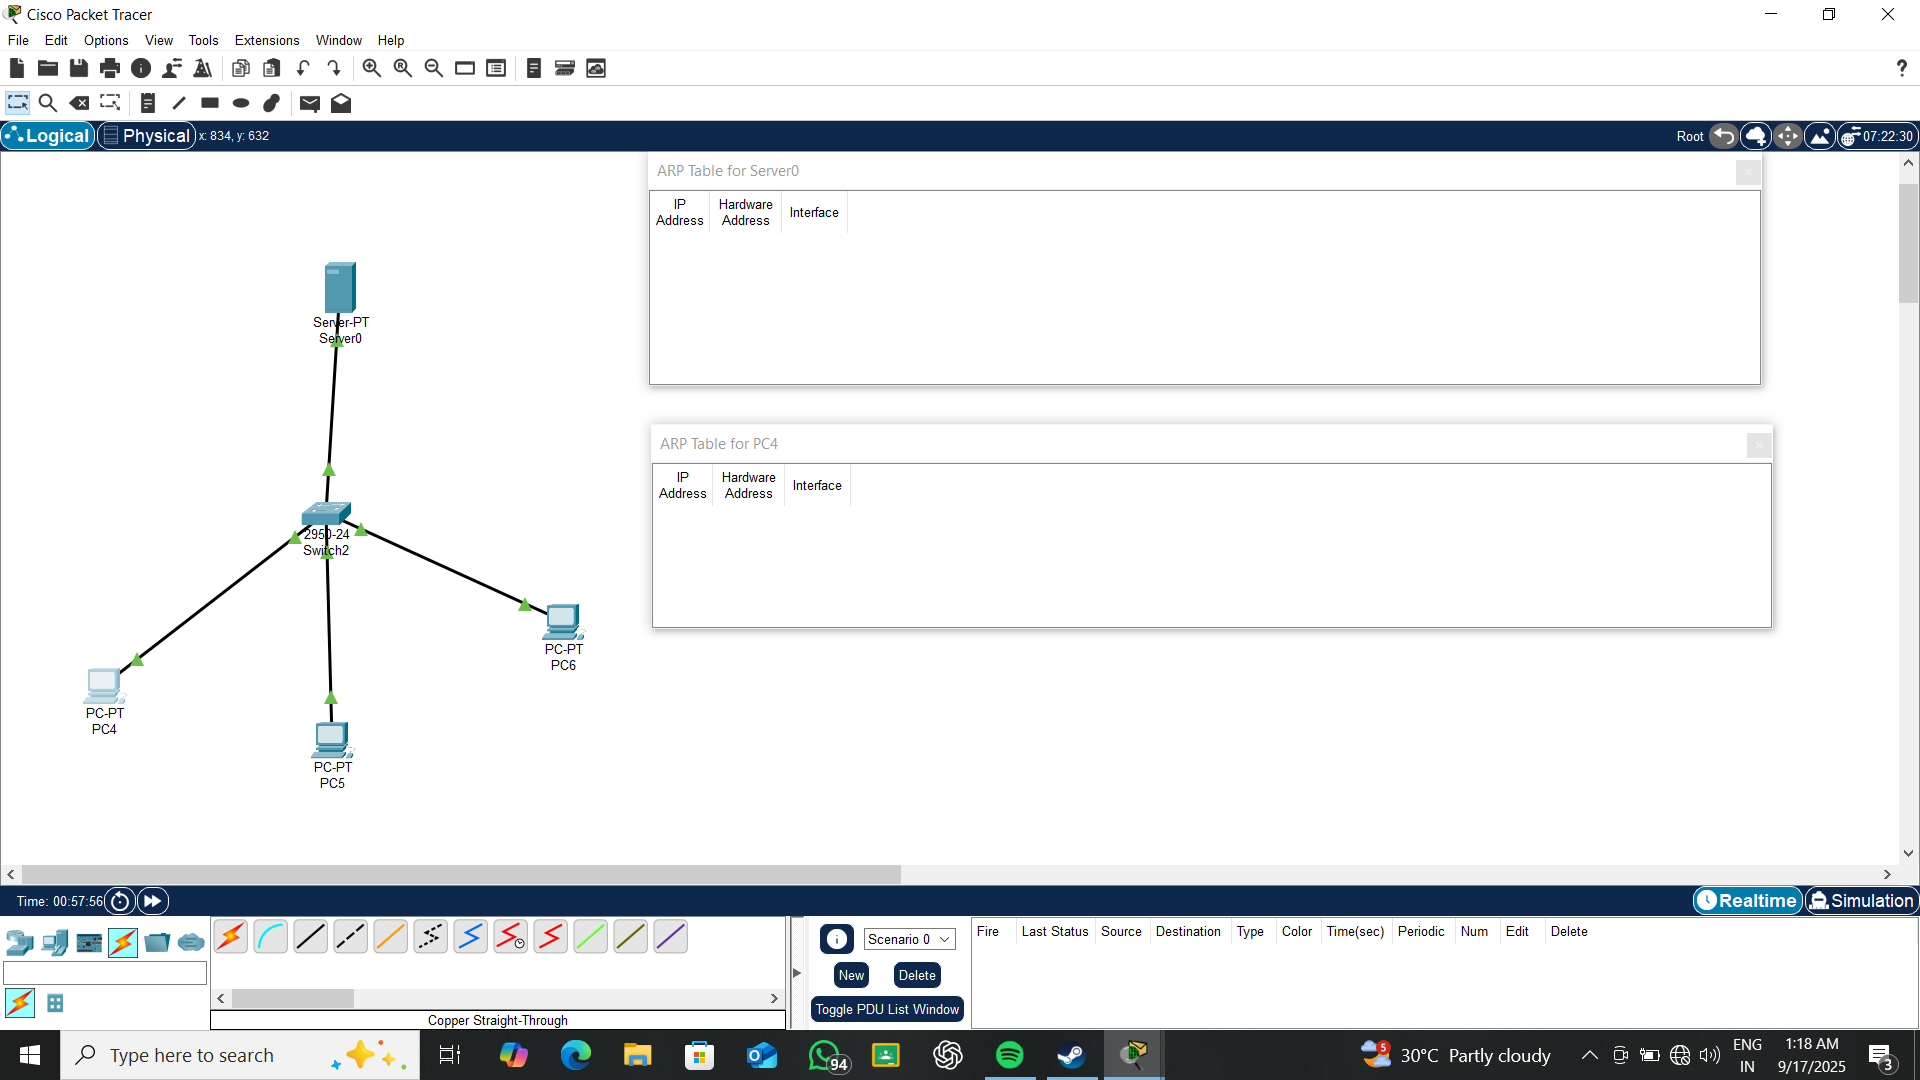 Cisco Packet Tracer
File Edit Options View Tools Extensions Window Help
?
Logical Physical x: 834, y: 632 Root 07:22:30
ARP Table for Server0
IP Address Hardware Address Interface
Server-PT
Server0
ARP Table for PC4
IP Address Hardware Address Interface
2950-24
Switch2
PC-PT
PC6
PC-PT
PC4
PC-PT
PC5
Time: 00:57:56 Realtime Simulation
Scenario 0
Fire Last Status Source Destination Type Color Time(sec) Periodic Num Edit Delete
New Delete
Toggle PDU List Window
Copper Straight-Through
Type here to search
94
5
30°C Partly cloudy
ENG
IN
1:18 AM
9/17/2025
3